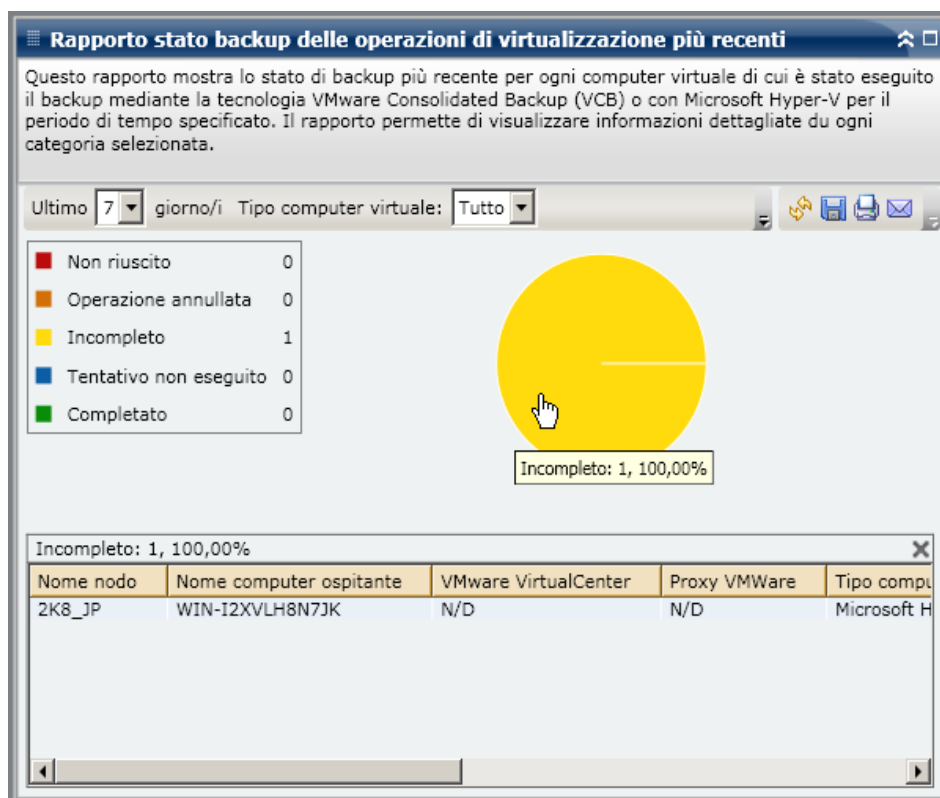 Rapporto stato backup delle operazioni di virtualizzazione più recenti
Questo rapporto mostra lo stato di backup più recente per ogni computer virtuale di cui è stato eseguito
il backup mediante la tecnologia VMware Consolidated Backup (VCB) o con Microsoft Hyper-V per il
periodo di tempo specificato. Il rapporto permette di visualizzare informazioni dettagliate du ogni
categoria selezionata.
Ultimo 7 giorno/i Tipo computer virtuale: Tutto
Non riuscito 0
Operazione annullata 0
Incompleto 1
Tentativo non eseguito 0
Completato 0
Incompleto: 1, 100,00%
Incompleto: 1, 100,00%
Nome nodo Nome computer ospitante VMware VirtualCenter Proxy VMWare Tipo compu
2K8_JP WIN-I2XVLH8N7JK N/D N/D Microsoft H